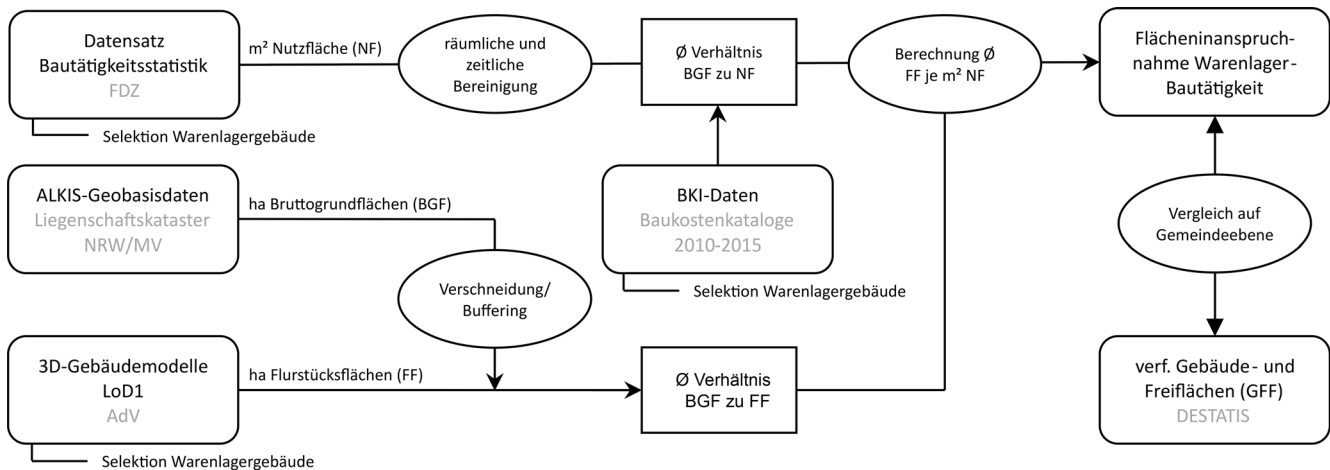 Datensatz
Bautätigkeitsstatistik
FDZ
m² Nutzfläche (NF)
räumliche und
zeitliche
Bereinigung
Ø Verhältnis
BGF zu NF
Berechnung Ø
FF je m² NF
Flächeninanspruch-
nahme Warenlager-
Bautätigkeit
Selektion Warenlagergebäude
ALKIS-Geobasisdaten
Liegenschaftskataster
NRW/MV
ha Bruttogrundflächen (BGF)
Verschneidung/
Buffering
BKI-Daten
Baukostenkataloge
2010-2015
Selektion Warenlagergebäude
Vergleich auf
Gemeindeebene
3D-Gebäudemodelle
LoD1
AdV
ha Flurstücksflächen (FF)
Ø Verhältnis
BGF zu FF
verf. Gebäude- und
Freiflächen (GFF)
DESTATIS
Selektion Warenlagergebäude